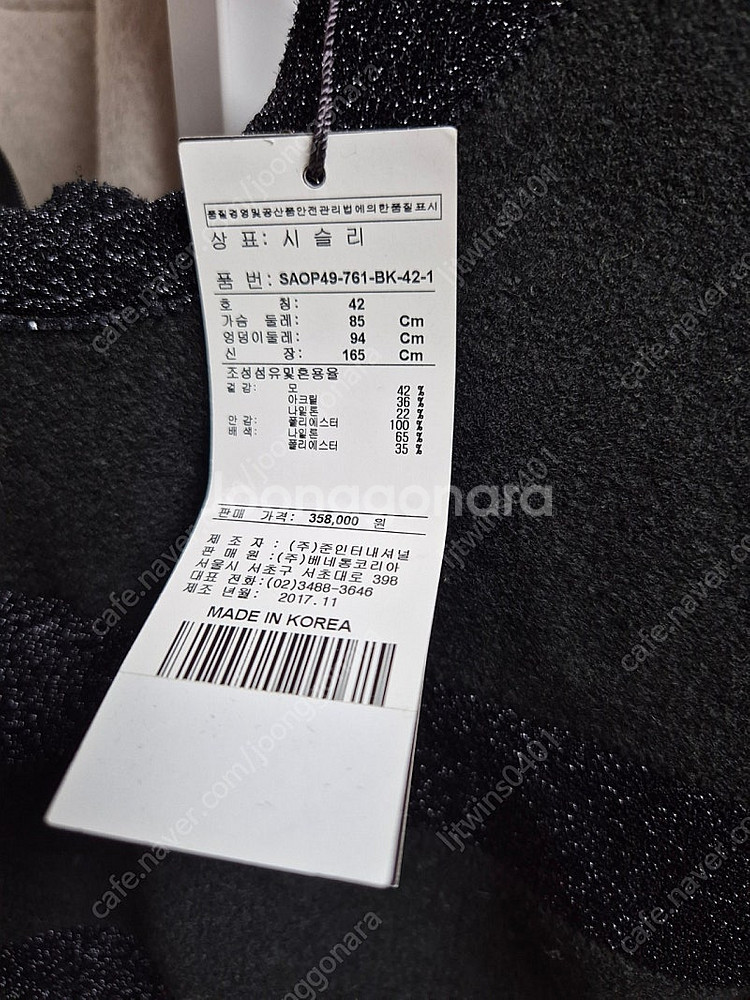 품질경영및공산품안전관리법에의한품질표시
상 표: 시 슬 리
품 번: SAOP49-761-BK-42-1
호 칭: 42
가슴 둘레: 85 Cm
엉덩이둘레: 94 Cm
신 장: 165 Cm
조성섬유및혼용율
겉감: 모 42 %
아크릴 36 %
나일론 22 %
안감: 폴리에스터 100 %
배색: 나일론 65 %
폴리에스터 35 %
joonggonara
판매 가격: 358,000 원
제 조 자 : (주)준인터내셔널
판 매 원 :(주)베네통코리아
서울시 서초구 서초대로 398
대표 전화:(02)3488-3646
제조 년월: 2017.11
MADE IN KOREA
cafe.naver.com/joonggonara
ljtwins0401